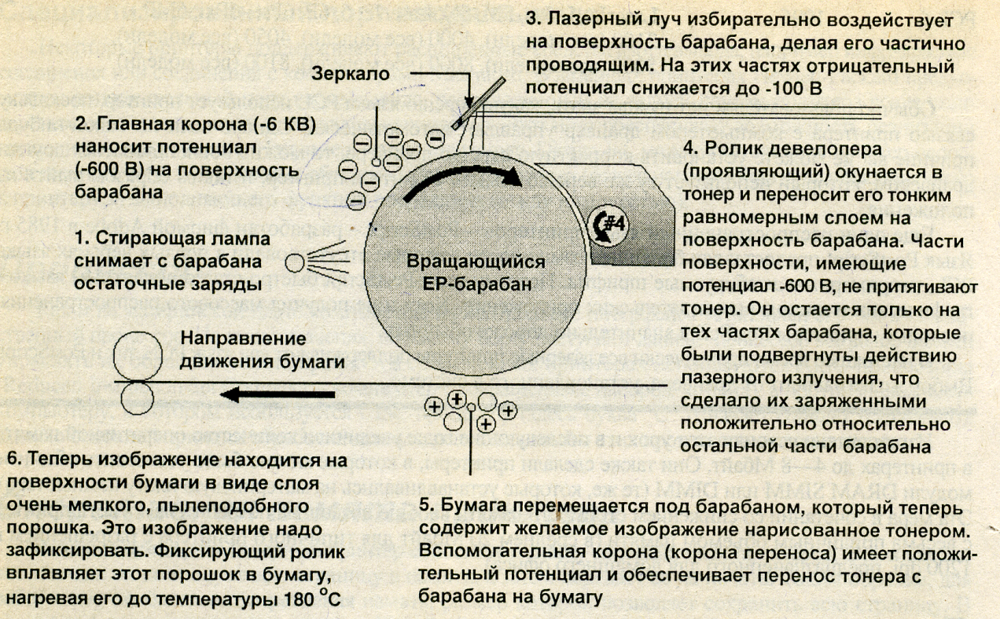 3. Лазерный луч избирательно воздействует
на поверхность барабана, делая его частично
проводящим. На этих частях отрицательный
потенциал снижается до -100 В
Зеркало
2. Главная корона (-6 КВ)
наносит потенциал
(-600 В) на поверхность
барабана
1. Стирающая лампа
снимает с барабана
остаточные заряды
Вращающийся
ЕР-барабан
#4
4. Ролик девелопера
(проявляющий) окунается в
тонер и переносит его тонким
равномерным слоем на
поверхность барабана. Части
поверхности, имеющие
потенциал -600 В, не притягивают
тонер. Он остается только на
тех частях барабана, которые
были подвергнуты действию
лазерного излучения, что
сделало их заряженными
положительно относительно
остальной части барабана
Направление
движения бумаги
6. Теперь изображение находится на
поверхности бумаги в виде слоя
очень мелкого, пылеподобного
порошка. Это изображение надо
зафиксировать. Фиксирующий ролик
вплавляет этот порошок в бумагу,
нагревая его до температуры 180 °С
5. Бумага перемещается под барабаном, который теперь
содержит желаемое изображение нарисованное тонером.
Вспомогательная корона (корона переноса) имеет положи-
тельный потенциал и обеспечивает перенос тонера с
барабана на бумагу